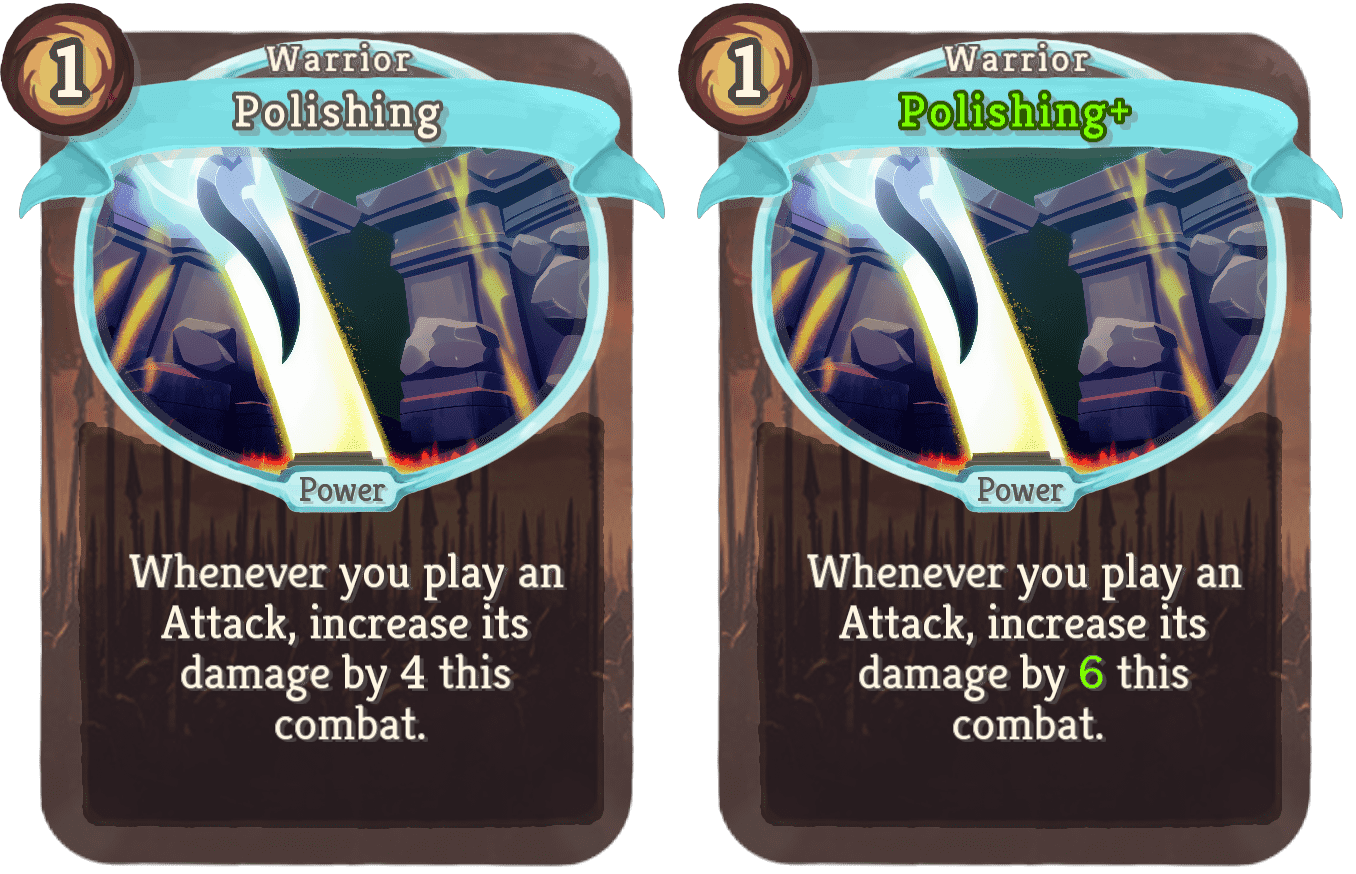 1
Warrior
Polishing
Power
Whenever you play an
Attack, increase its
damage by 4 this
combat.
1
Warrior
Polishing+
Power
Whenever you play an
Attack, increase its
damage by 6 this
combat.